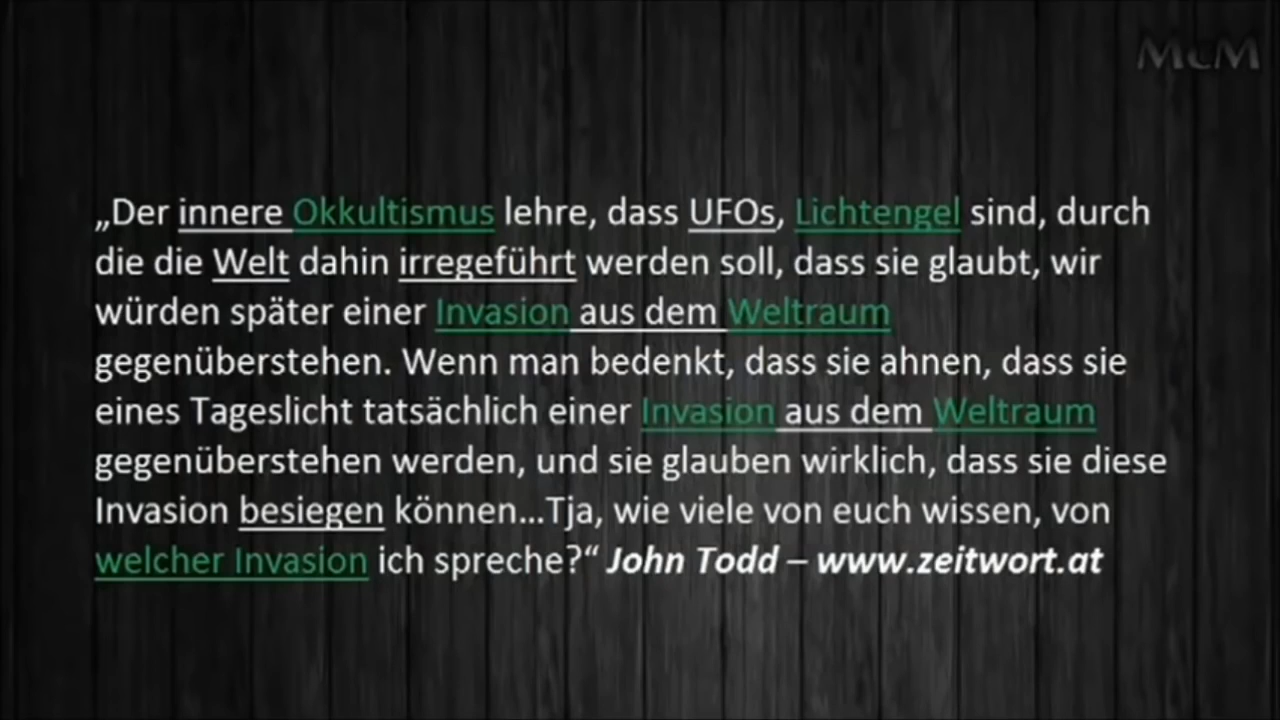 McM
„Der innere Okkultismus lehre, dass UFOs, Lichtengel sind, durch
die die Welt dahin irregeführt werden soll, dass sie glaubt, wir
würden später einer Invasion aus dem Weltraum
gegenüberstehen. Wenn man bedenkt, dass sie ahnen, dass sie
eines Tageslicht tatsächlich einer Invasion aus dem Weltraum
gegenüberstehen werden, und sie glauben wirklich, dass sie diese
Invasion besiegen können...Tja, wie viele von euch wissen, von
welcher Invasion ich spreche?“ John Todd – www.zeitwort.at